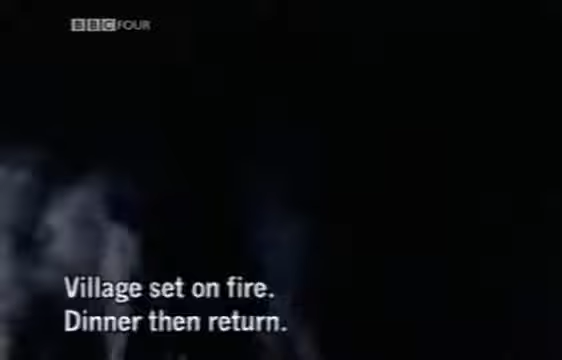 BBC FOUR
Village set on fire.
Dinner then return.